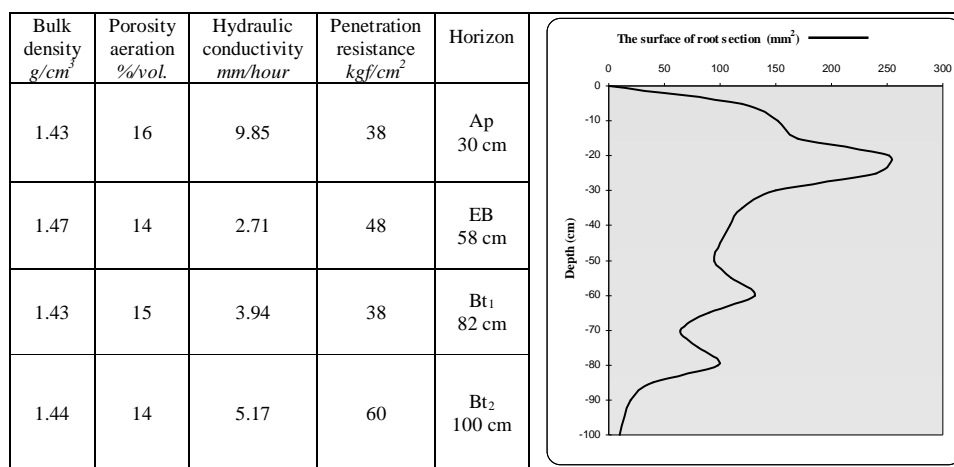 Bulk density g/cm³ | Porosity aeration %/vol. | Hydraulic conductivity mm/hour | Penetration resistance kgf/cm² | Horizon
1.43 | 16 | 9.85 | 38 | Ap 30 cm
1.47 | 14 | 2.71 | 48 | EB 58 cm
1.43 | 15 | 3.94 | 38 | Bt₁ 82 cm
1.44 | 14 | 5.17 | 60 | Bt₂ 100 cm
The surface of root section (mm²)
0 50 100 150 200 250 300
Depth (cm)
0
-10
-20
-30
-40
-50
-60
-70
-80
-90
-100